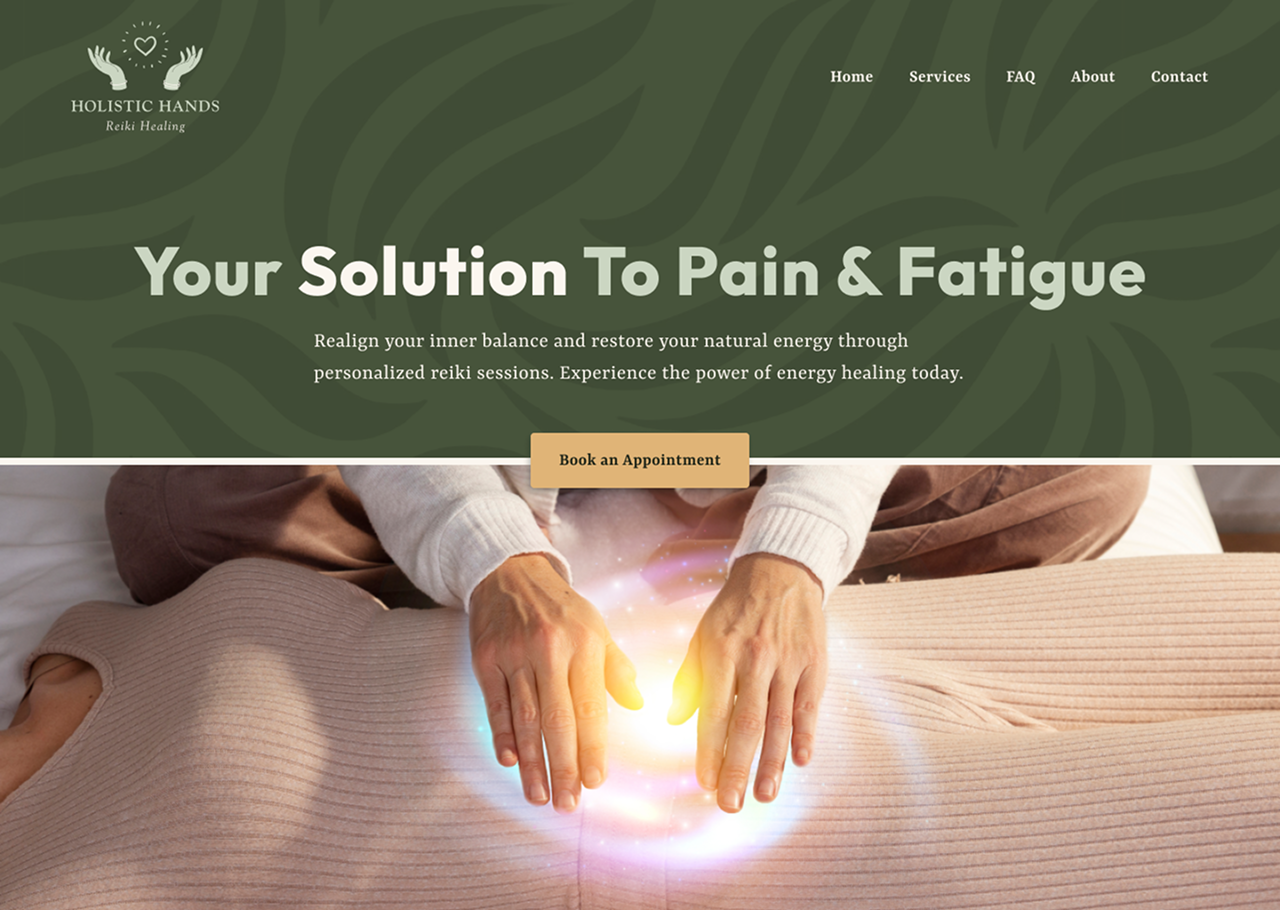 HOLISTIC HANDS
Reiki Healing
Home Services FAQ About Contact
Your Solution To Pain & Fatigue
Realign your inner balance and restore your natural energy through
personalized reiki sessions. Experience the power of energy healing today.
Book an Appointment